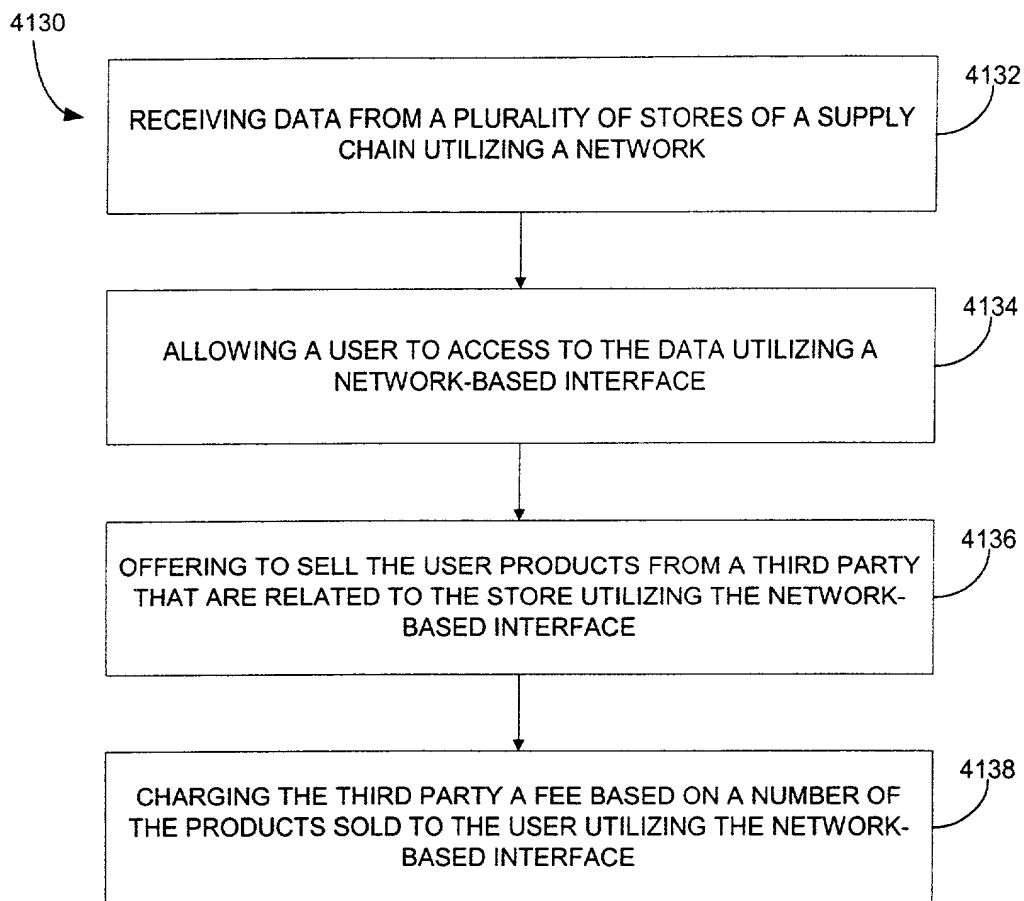 4130
4132
RECEIVING DATA FROM A PLURALITY OF STORES OF A SUPPLY
CHAIN UTILIZING A NETWORK
4134
ALLOWING A USER TO ACCESS TO THE DATA UTILIZING A
NETWORK-BASED INTERFACE
4136
OFFERING TO SELL THE USER PRODUCTS FROM A THIRD PARTY
THAT ARE RELATED TO THE STORE UTILIZING THE NETWORK-
BASED INTERFACE
4138
CHARGING THE THIRD PARTY A FEE BASED ON A NUMBER OF
THE PRODUCTS SOLD TO THE USER UTILIZING THE NETWORK-
BASED INTERFACE